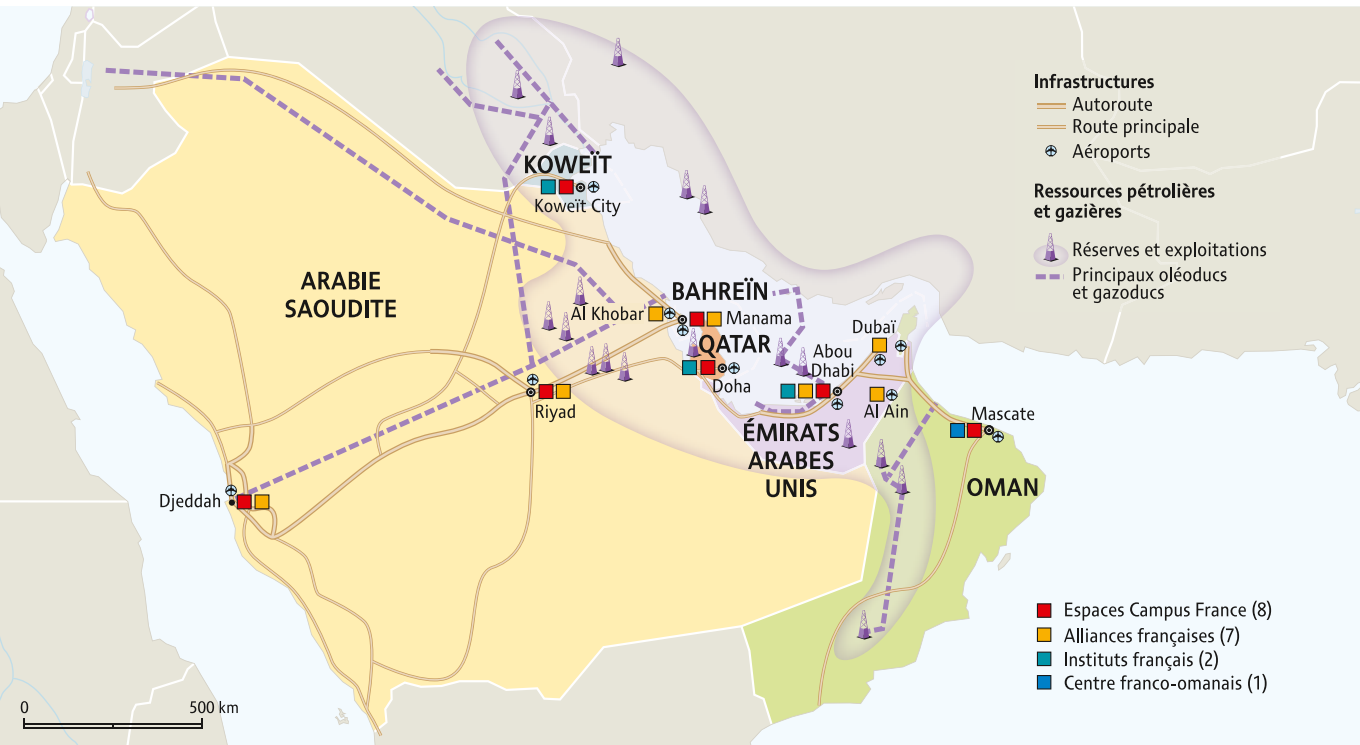 Infrastructures
Autoroute
Route principale
Aéroports
Ressources pétrolières
et gazières
Réserves et exploitations
Principaux oléoducs
et gazoducs
KOWEÏT
Koweït City
ARABIE
SAOUDITE
BAHREÏN
Al Khobar
Manama
QATAR
Doha
Dubaï
Abou
Dhabi
Al Ain
Riyad
Mascate
ÉMIRATS
ARABES
UNIS
OMAN
Djeddah
Espaces Campus France (8)
Alliances françaises (7)
Instituts français (2)
Centre franco-omanais (1)
0 500 km